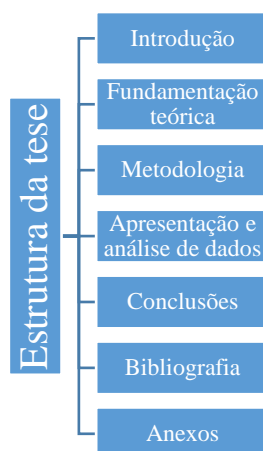 Estrutura da tese
Introdução
Fundamentação
teórica
Metodologia
Apresentação e
análise de dados
Conclusões
Bibliografia
Anexos